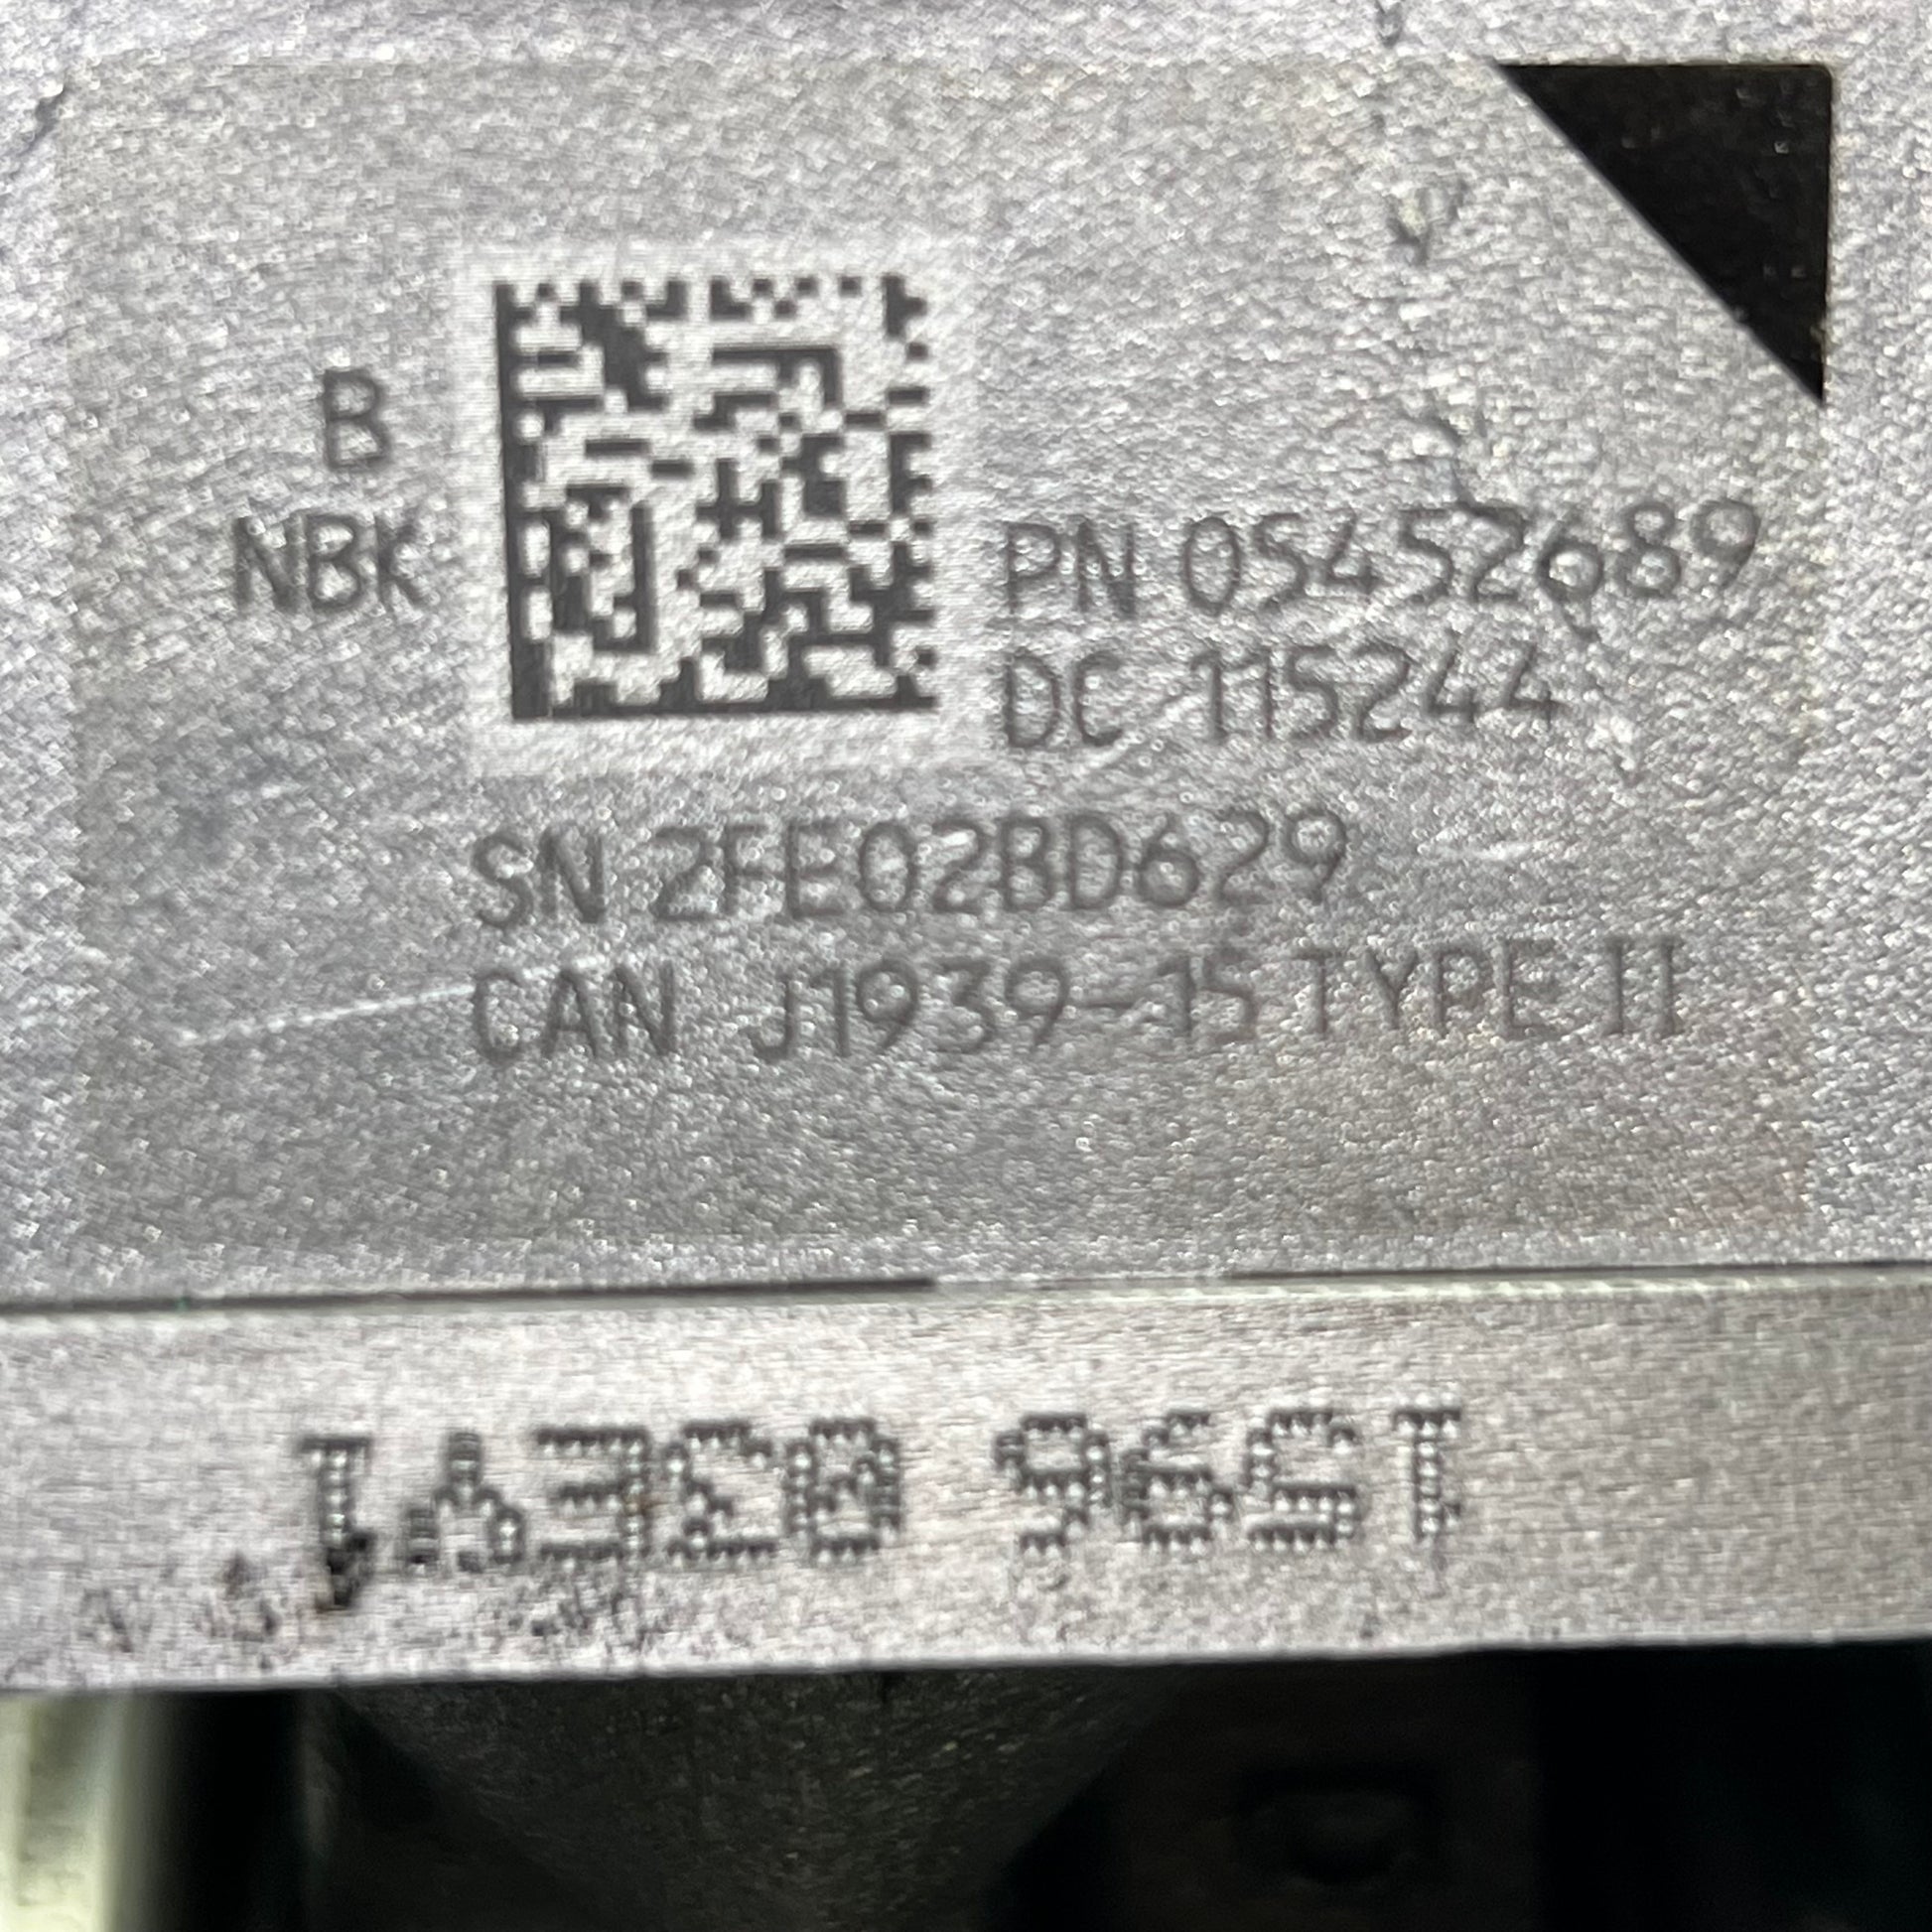 B
NBK
PN 05452689
DC 115244
SN 2FE02BD629
CAN J1939-15 TYPE II